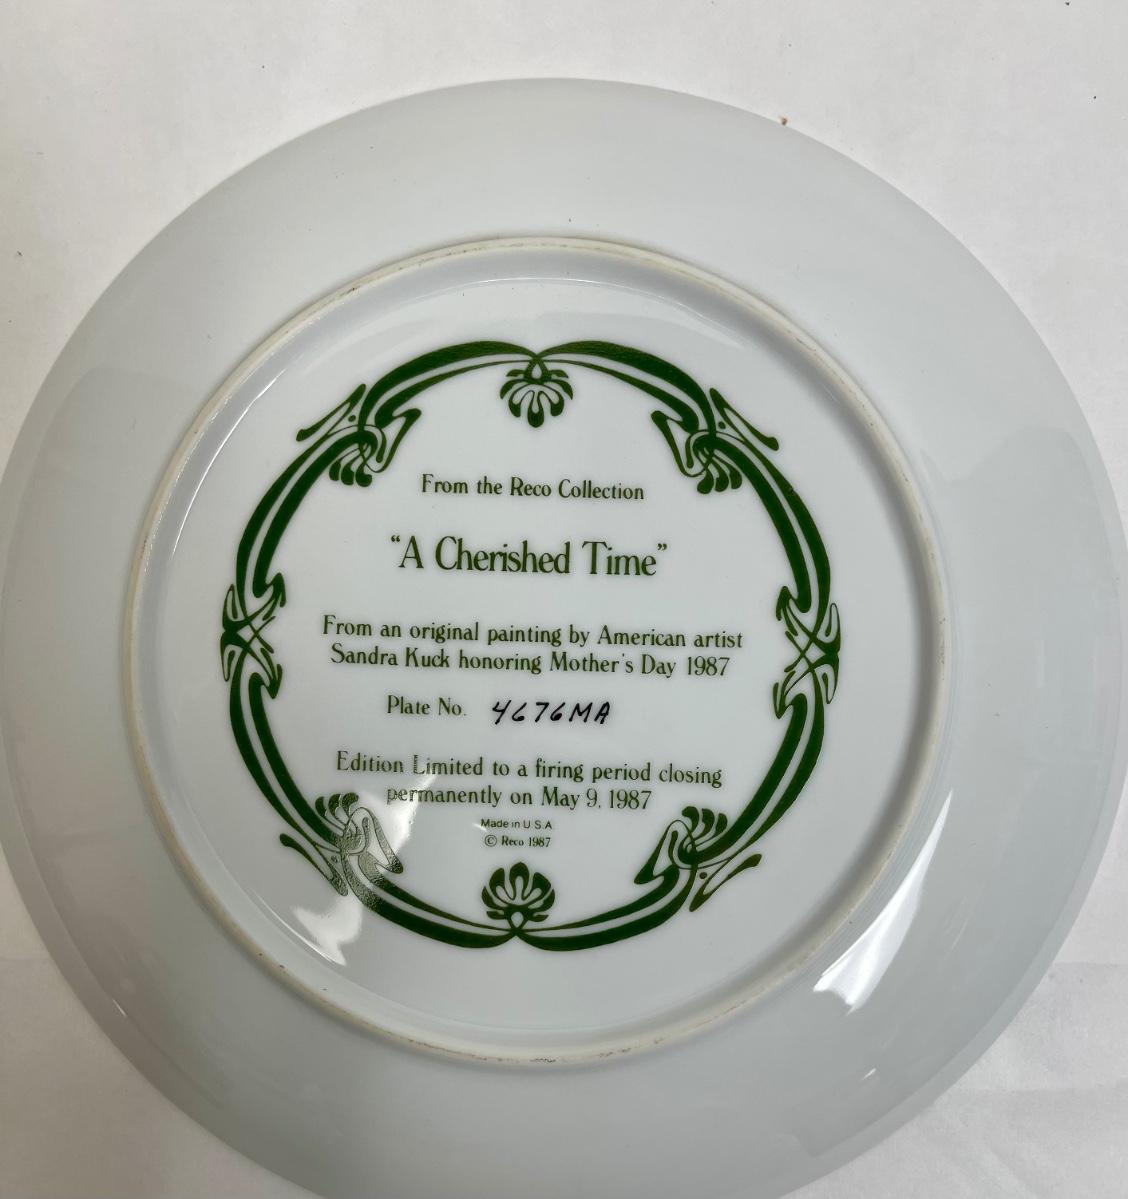 From the Reco Collection
“A Cherished Time”
From an original painting by American artist
Sandra Kuck honoring Mother's Day 1987
Plate No. 4676MA
Edition Limited to a firing period closing
permanently on May 9, 1987
Made in U S A
© Reco 1987